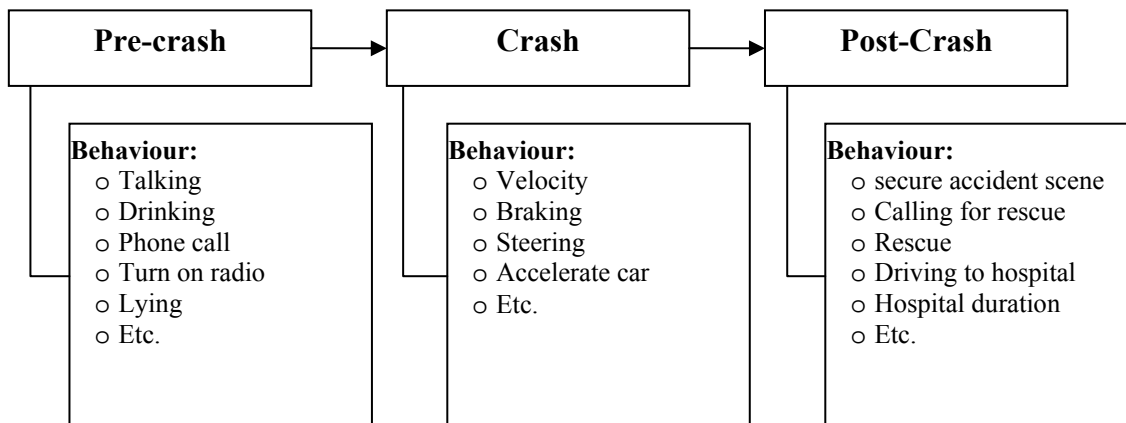 Pre-crash
Crash
Post-Crash
Behaviour:
o Talking
o Drinking
o Phone call
o Turn on radio
o Lying
o Etc.
Behaviour:
o Velocity
o Braking
o Steering
o Accelerate car
o Etc.
Behaviour:
o secure accident scene
o Calling for rescue
o Rescue
o Driving to hospital
o Hospital duration
o Etc.